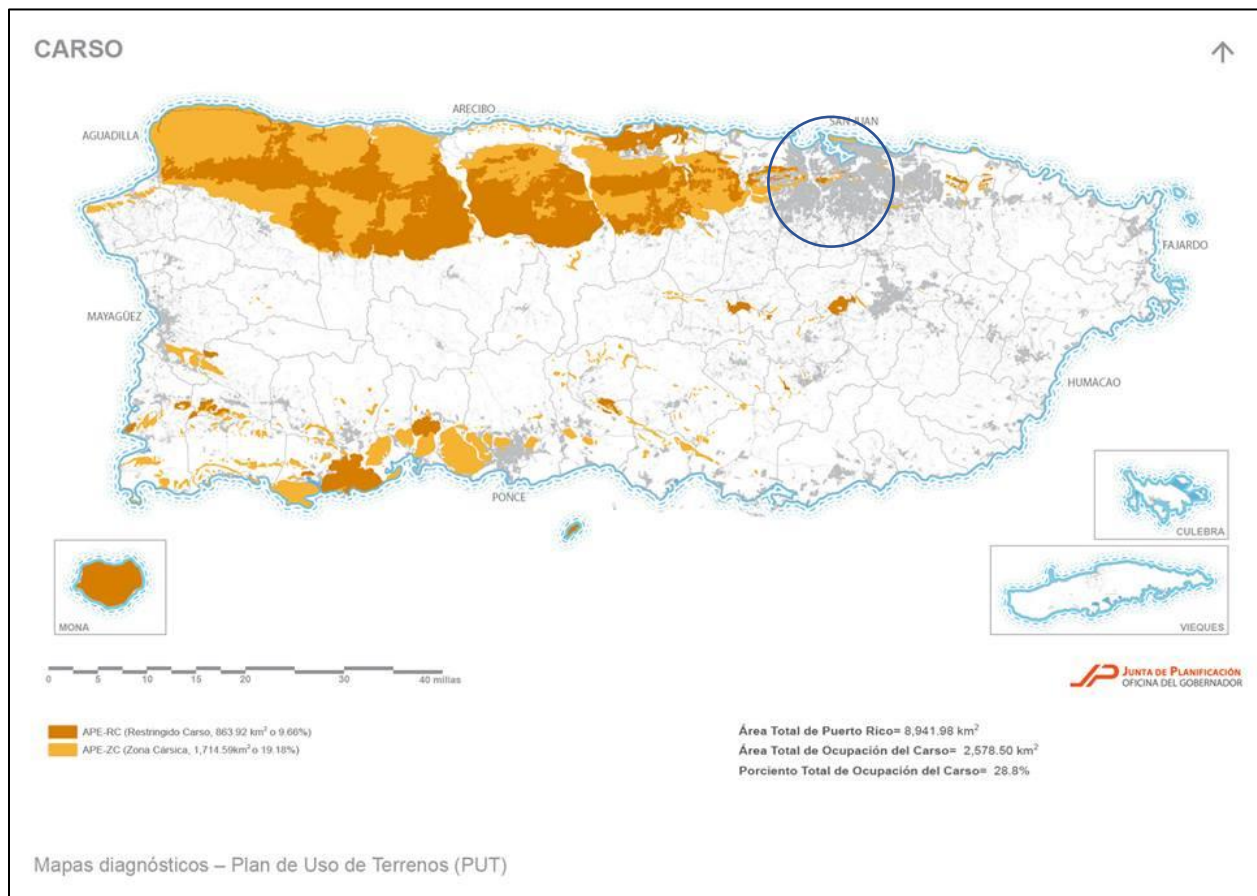 CARSO
ARECIBO
SAN JUAN
AGUADILLA
FAJARDO
MAYAGÜEZ
HUMACAO
PONCE
CULEBRA
MONA
VIEQUES
0 5 10 15 20 30 40 millas
JP JUNTA DE PLANIFICACIÓN
OFICINA DEL GOBERNADOR
APE-RC (Restringido Carso, 863.92 km² o 9.66%)
APE-ZC (Zona Cársica, 1,714.59km² o 19.18%)
Área Total de Puerto Rico= 8,941.98 km²
Área Total de Ocupación del Carso= 2,578.50 km²
Porciento Total de Ocupación del Carso= 28.8%
Mapas diagnósticos – Plan de Uso de Terrenos (PUT)